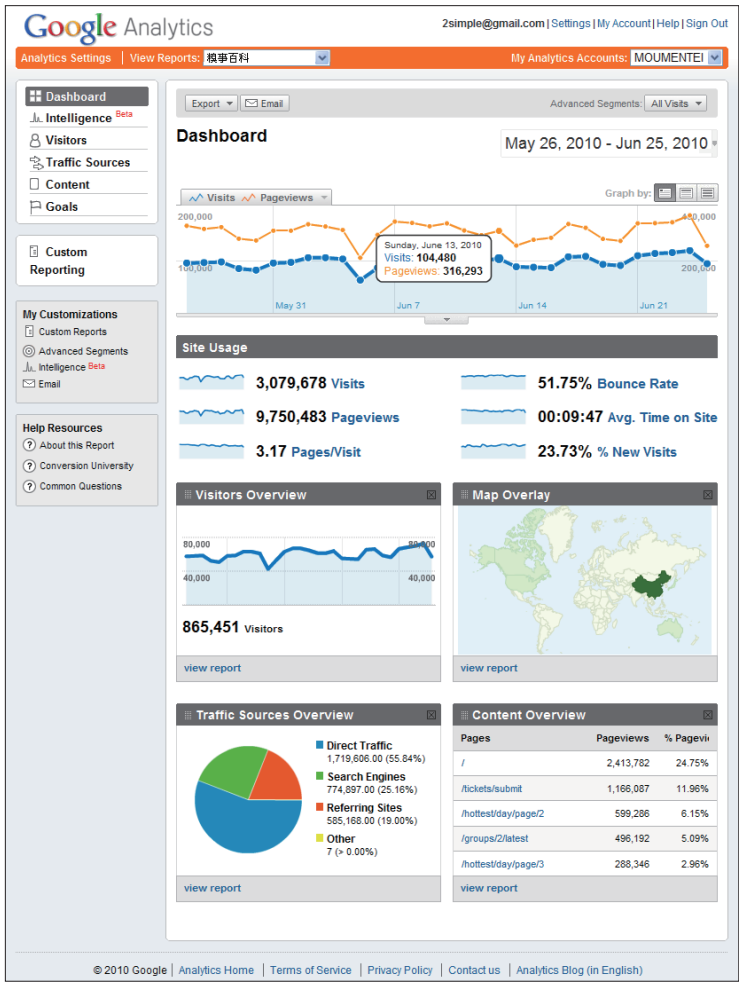 Google Analytics
2simple@gmail.com | Settings | My Account | Help | Sign Out
Analytics Settings | View Reports: 糗事百科 My Analytics Accounts: MOUMENTEI
Dashboard
Intelligence Beta
Visitors
Traffic Sources
Content
Goals
Custom
Reporting
My Customizations
Custom Reports
Advanced Segments
Intelligence Beta
Email
Help Resources
About this Report
Conversion University
Common Questions
Export Email Advanced Segments: All Visits
Dashboard
May 26, 2010 - Jun 25, 2010
Visits Pageviews Graph by:
200,000 400,000
Sunday, June 13, 2010
Visits: 104,480
Pageviews: 316,293
100,000 200,000
May 31 Jun 7 Jun 14 Jun 21
Site Usage
3,079,678 Visits 51.75% Bounce Rate
9,750,483 Pageviews 00:09:47 Avg. Time on Site
3.17 Pages/Visit 23.73% % New Visits
Visitors Overview
80,000 80,000
40,000 40,000
865,451 Visitors
view report
Map Overlay
view report
Traffic Sources Overview
Direct Traffic
1,719,606.00 (55.84%)
Search Engines
774,897.00 (25.16%)
Referring Sites
585,168.00 (19.00%)
Other
7 (> 0.00%)
view report
Content Overview
Pages Pageviews % Pagevi
/ 2,413,782 24.75%
/tickets/submit 1,166,087 11.96%
/hottest/day/page/2 599,286 6.15%
/groups/2/latest 496,192 5.09%
/hottest/day/page/3 288,346 2.96%
view report
© 2010 Google | Analytics Home | Terms of Service | Privacy Policy | Contact us | Analytics Blog (in English)